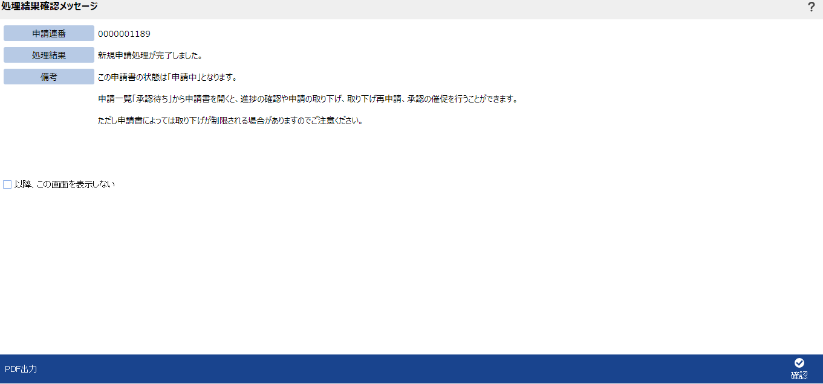 処理結果確認メッセージ
?
申請連番 0000001189
処理結果 新規申請処理が完了しました。
備考 この申請書の状態は「申請中」となります。
申請一覧「承認待ち」から申請書を開くと、進捗の確認や申請の取り下げ、取り下げ再申請、承認の催促を行うことができます。
ただし申請書によっては取り下げが制限される場合がありますのでご注意ください。
以降、この画面を表示しない
PDF出力
確認